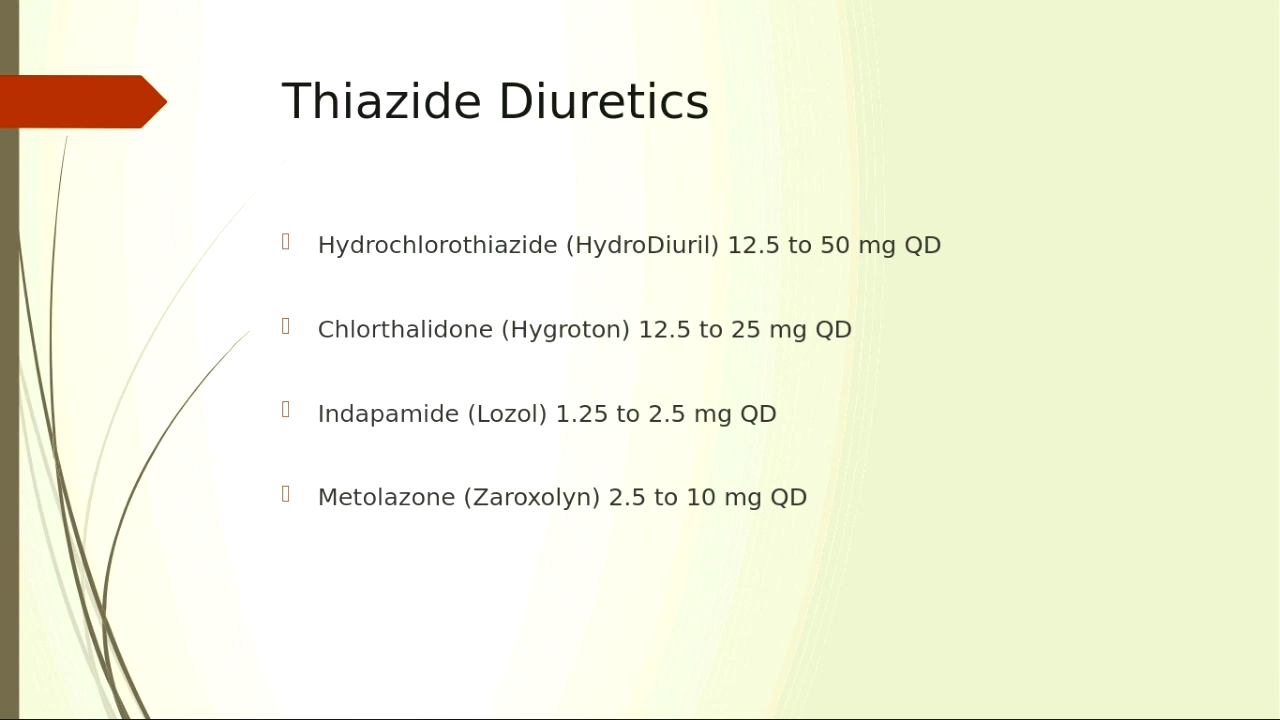 Thiazide Diuretics
Hydrochlorothiazide (HydroDiuril) 12.5 to 50 mg QD
Chlorthalidone (Hygroton) 12.5 to 25 mg QD
Indapamide (Lozol) 1.25 to 2.5 mg QD
Metolazone (Zaroxolyn) 2.5 to 10 mg QD